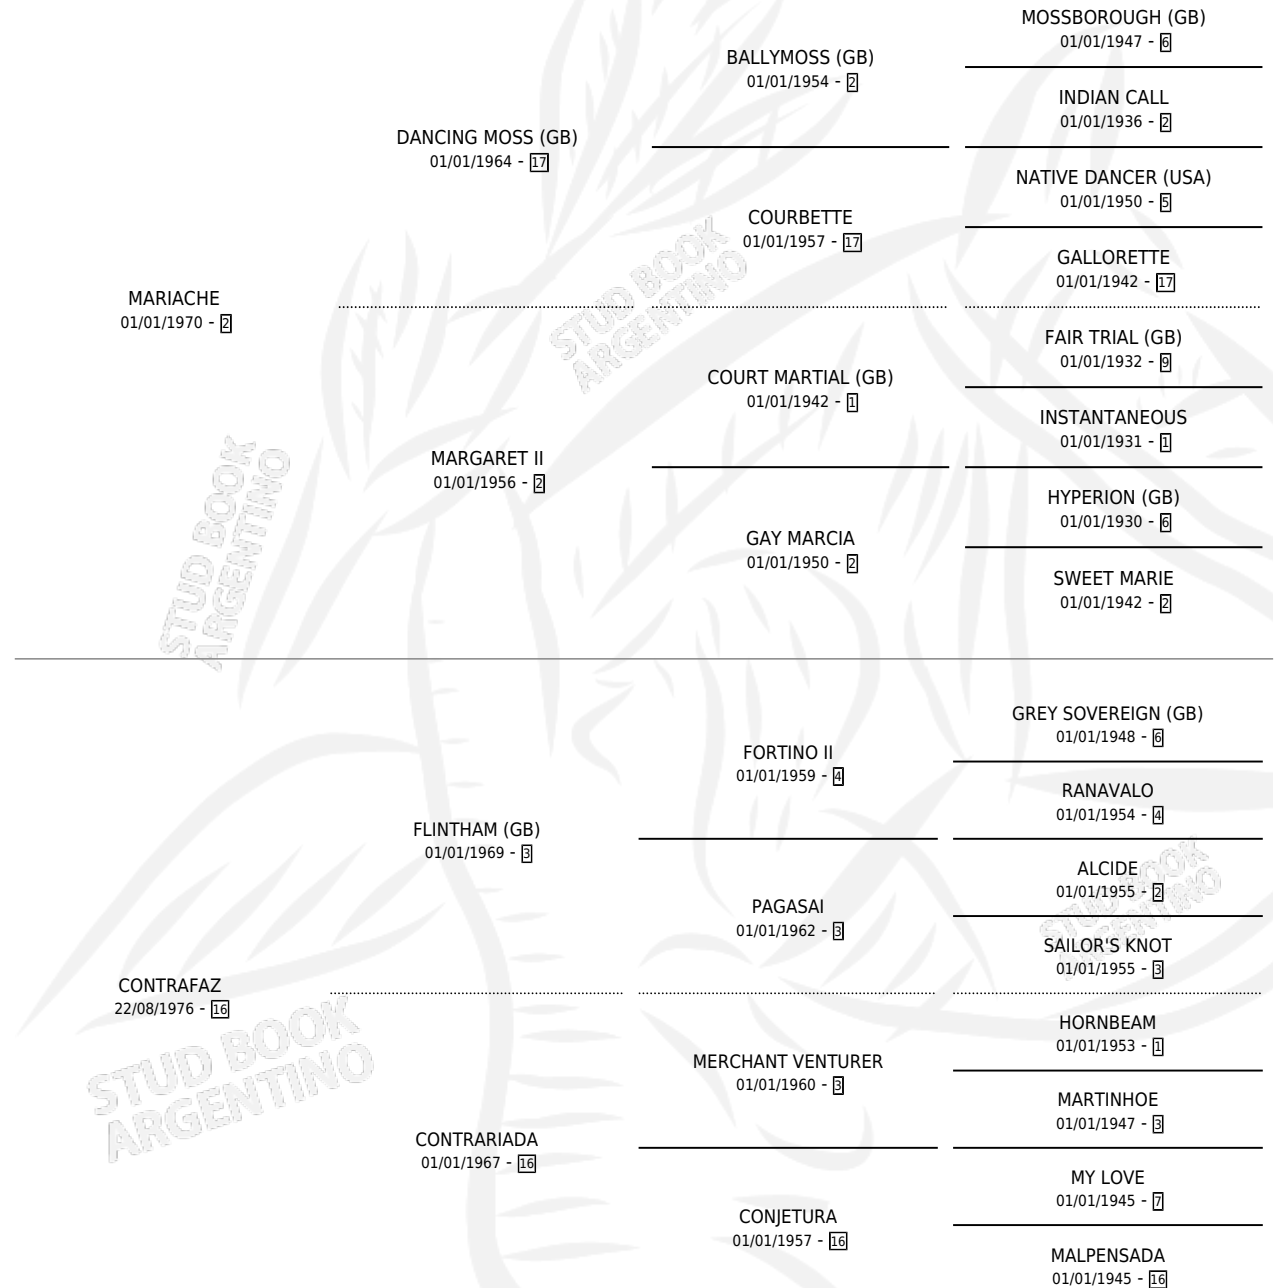 MOSSBOROUGH (GB)
01/01/1947 - 6
BALLYMOSS (GB)
01/01/1954 - 2
INDIAN CALL
01/01/1936 - 2
DANCING MOSS (GB)
01/01/1964 - 17
NATIVE DANCER (USA)
01/01/1950 - 5
COURBETTE
01/01/1957 - 17
GALLORETTE
01/01/1942 - 17
MARIACHE
01/01/1970 - 2
STUD BOOK
ARGENTINO
FAIR TRIAL (GB)
01/01/1932 - 9
COURT MARTIAL (GB)
01/01/1942 - 1
INSTANTANEOUS
01/01/1931 - 1
MARGARET II
01/01/1956 - 2
HYPERION (GB)
01/01/1930 - 6
GAY MARCIA
01/01/1950 - 2
SWEET MARIE
01/01/1942 - 2
STUD BOOK
ARGENTINO
GREY SOVEREIGN (GB)
01/01/1948 - 6
FORTINO II
01/01/1959 - 4
RANAVALO
01/01/1954 - 4
FLINTHAM (GB)
01/01/1969 - 3
ALCIDE
01/01/1955 - 2
PAGASAI
01/01/1962 - 3
STUD BOOK
ARGENTINO
SAILOR'S KNOT
01/01/1955 - 3
CONTRAFAZ
22/08/1976 - 16
HORNBEAM
01/01/1953 - 1
MERCHANT VENTURER
01/01/1960 - 3
STUD BOOK
ARGENTINO
MARTINHOE
01/01/1947 - 3
CONTRARIADA
01/01/1967 - 16
MY LOVE
01/01/1945 - 7
CONJETURA
01/01/1957 - 16
MALPENSADA
01/01/1945 - 16